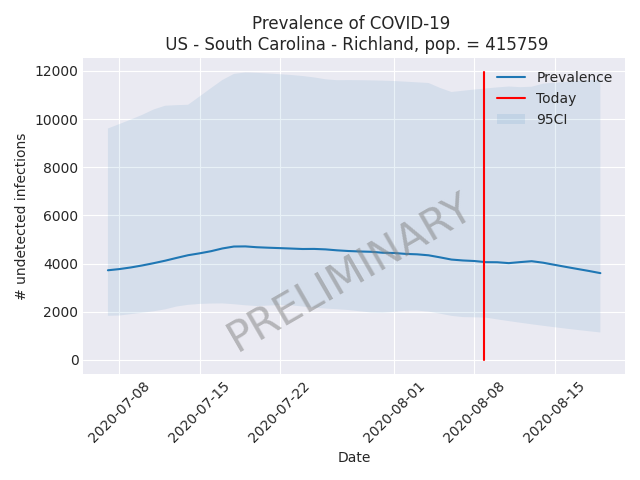 Prevalence of COVID-19
US - South Carolina - Richland, pop. = 415759
12000
10000
8000
6000
4000
2000
0
# undetected infections
Prevalence
Today
95CI
PRELIMINARY
2020-07-08
2020-07-15
2020-07-22
2020-08-01
2020-08-08
2020-08-15
Date